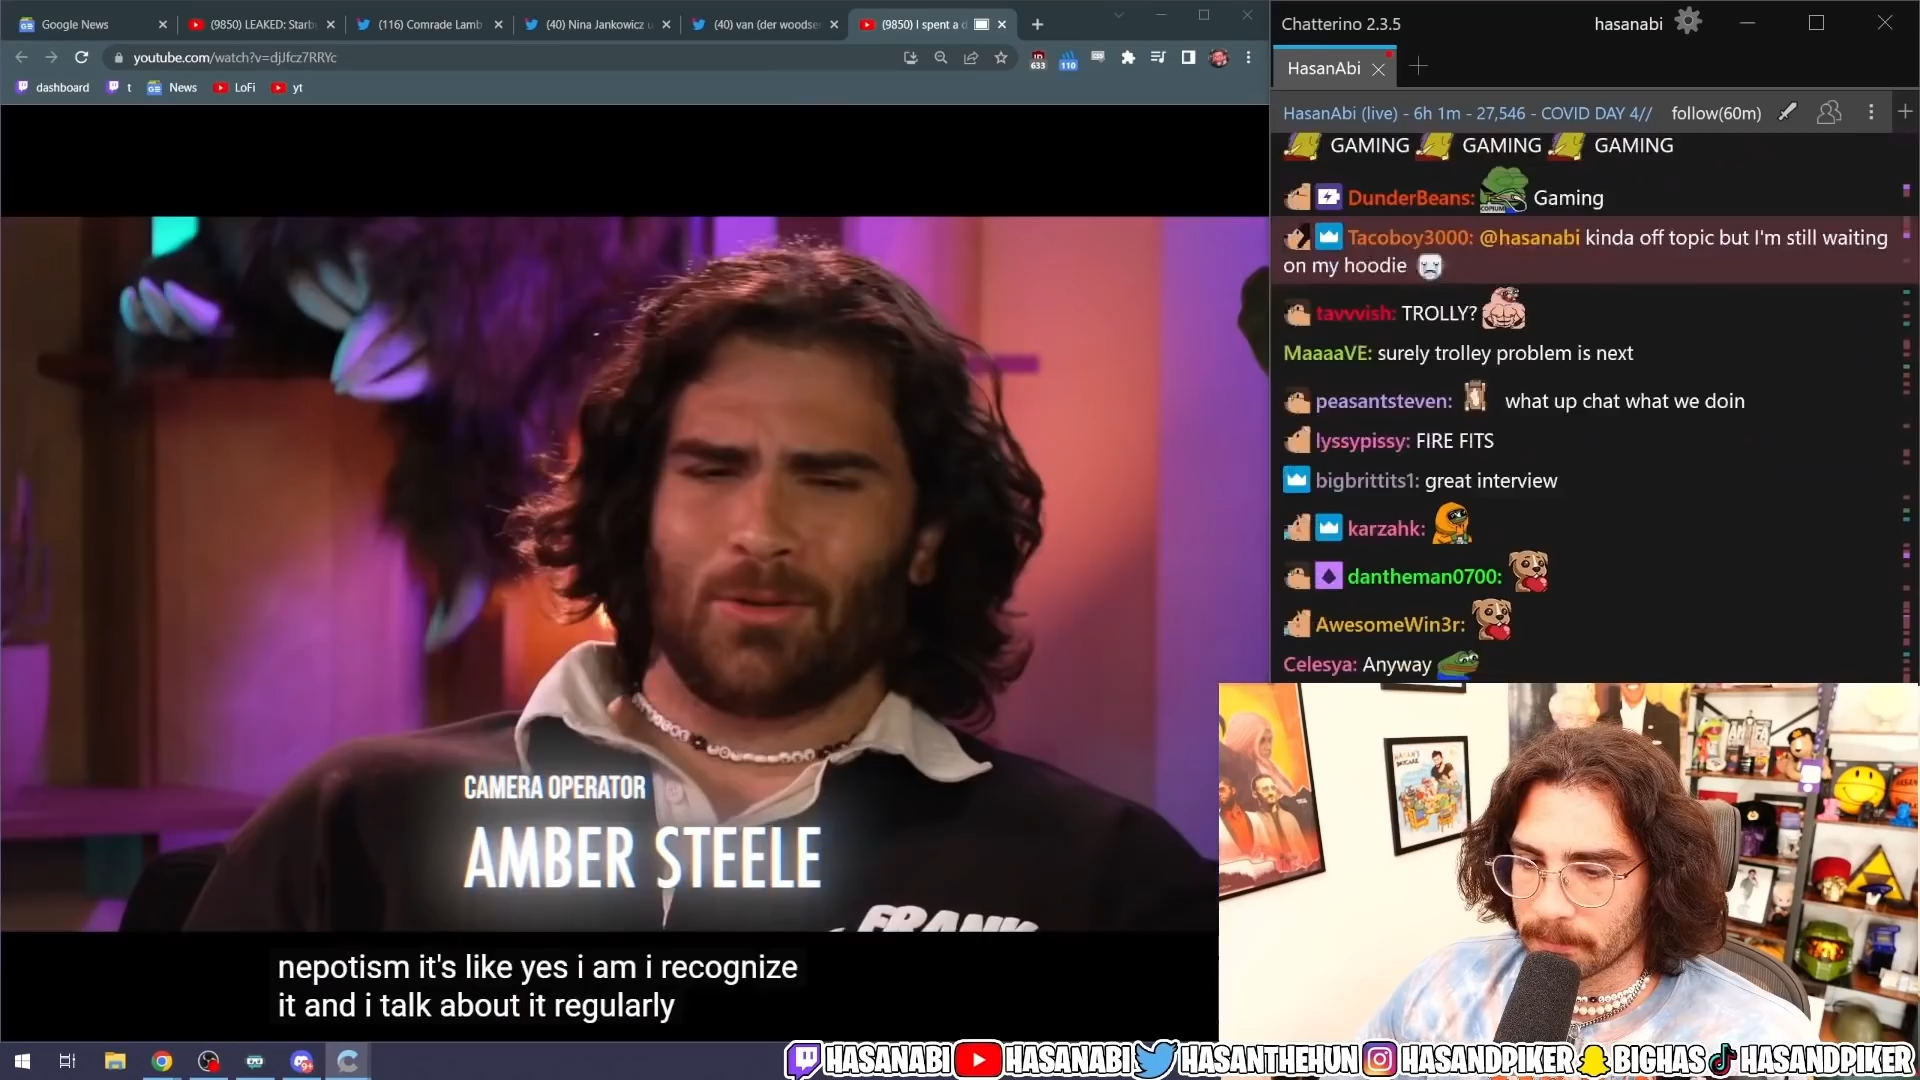 Google News
(9850) LEAKED: Starb
(116) Comrade Lamb
(40) Nina Jankowicz u
(40) van (der woodse
(9850) I spent a d
youtube.com/watch?v=djJfcz7RRYc
633
110
dashboard
t
News
LoFi
yt
Chatterino 2.3.5
hasanabi
HasanAbi
HasanAbi (live) - 6h 1m - 27,546 - COVID DAY 4//
follow(60m)
GAMING GAMING GAMING
DunderBeans: Gaming
Tacoboy3000: @hasanabi kinda off topic but I'm still waiting
on my hoodie
tavvvish: TROLLY?
MaaaaVE: surely trolley problem is next
peasantsteven: what up chat what we doin
lyssypissy: FIRE FITS
bigbrittits1: great interview
karzahk:
dantheman0700:
AwesomeWin3r:
Celesya: Anyway
CAMERA OPERATOR
AMBER STEELE
nepotism it's like yes i am i recognize
it and i talk about it regularly
HASANABI HASANABI HASANTHEHUN HASANDPIKER BIGHAS HASANDPIKER